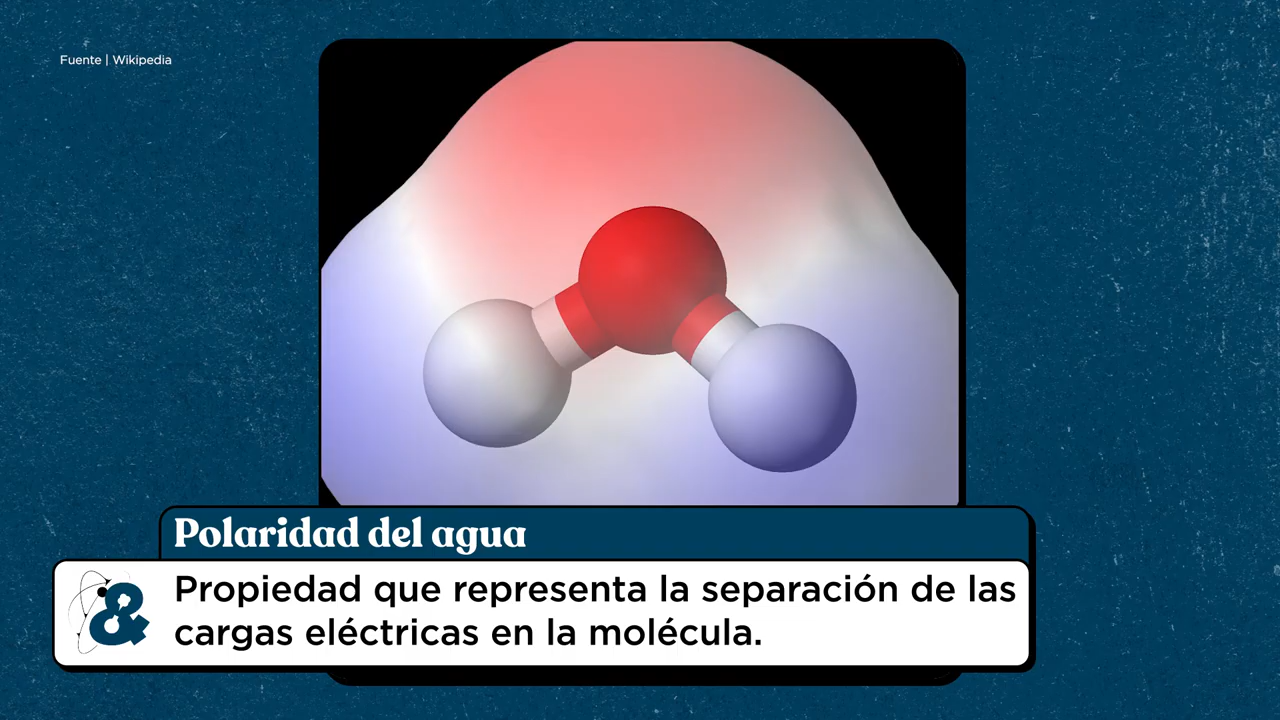 Fuente | Wikipedia
Polaridad del agua
&
Propiedad que representa la separación de las
cargas eléctricas en la molécula.